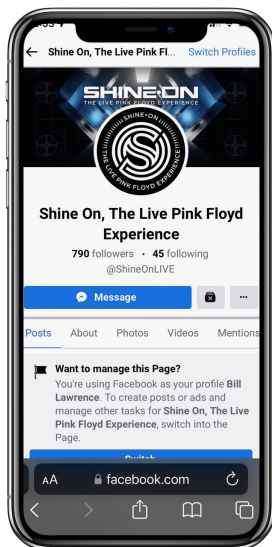 Shine On, The Live Pink Fl... Switch Profiles
SHINE•ON
THE LIVE PINK FLOYD EXPERIENCE
SHINE•ON
THE LIVE PINK FLOYD EXPERIENCE
Shine On, The Live Pink Floyd
Experience
790 followers • 45 following
@ShineOnLIVE
Message
Posts About Photos Videos Mentions
Want to manage this Page?
You're using Facebook as your profile Bill
Lawrence. To create posts or ads and
manage other tasks for Shine On, The Live
Pink Floyd Experience, switch into the
Page.
Switch
AA facebook.com